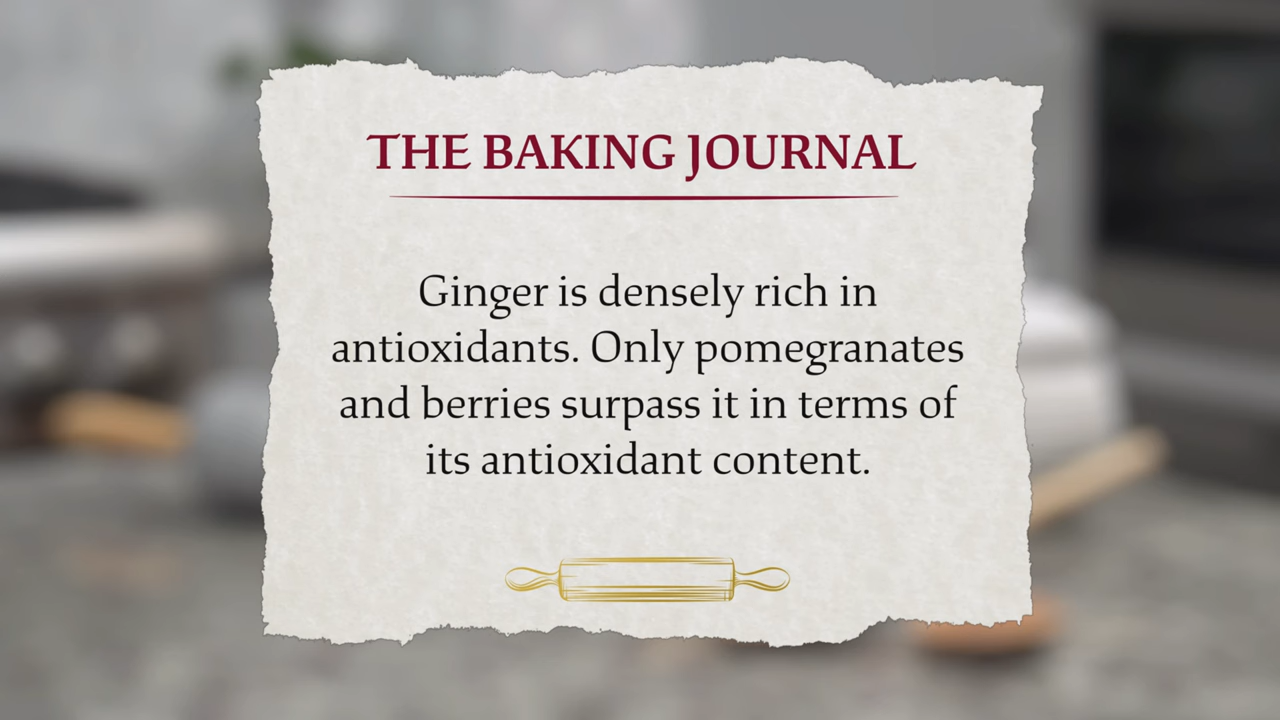 THE BAKING JOURNAL
Ginger is densely rich in
antioxidants. Only pomegranates
and berries surpass it in terms of
its antioxidant content.